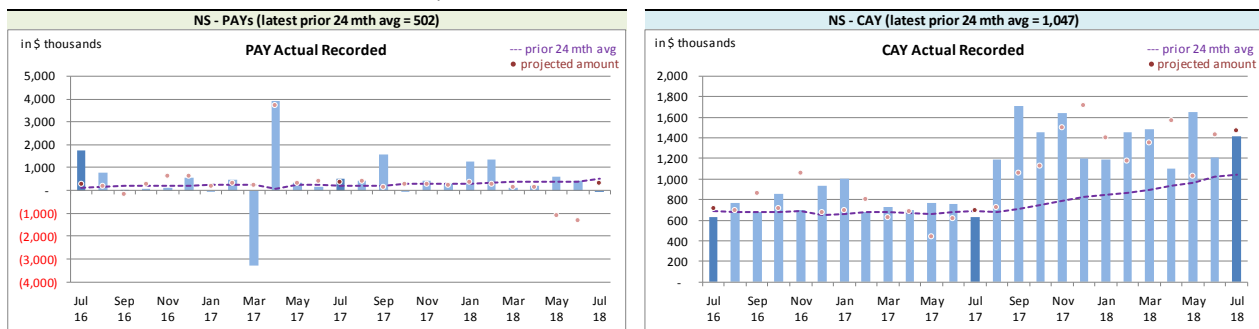 NS - PAYs (latest prior 24 mth avg = 502)
in $ thousands
PAY Actual Recorded
--- prior 24 mth avg
• projected amount
5,000
4,000
3,000
2,000
1,000
-
(1,000)
(2,000)
(3,000)
(4,000)
Jul Sep Nov Jan Mar May Jul Sep Nov Jan Mar May Jul
16 16 16 17 17 17 17 17 17 18 18 18 18
NS - CAY (latest prior 24 mth avg = 1,047)
in $ thousands
CAY Actual Recorded
--- prior 24 mth avg
• projected amount
2,000
1,800
1,600
1,400
1,200
1,000
800
600
400
200
-
Jul Sep Nov Jan Mar May Jul Sep Nov Jan Mar May Jul
16 16 16 17 17 17 17 17 17 18 18 18 18